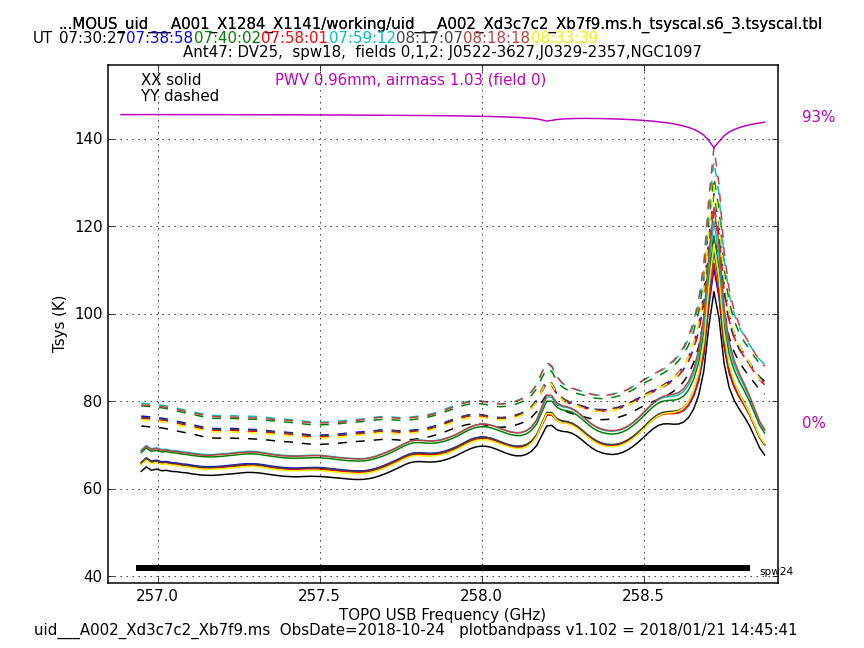 ...MOUS_uid___A001_X1284_X1141/working/uid___A002_Xd3c7c2_Xb7f9.ms.h_tsyscal.s6_3.tsyscal.tbl
UT 07:30:27 07:38:58 07:40:02 07:58:01 07:59:12 08:17:07 08:18:18 08:33:39
Ant47: DV25, spw18, fields 0,1,2: J0522-3627,J0329-2357,NGC1097
XX solid
PWV 0.96mm, airmass 1.03 (field 0)
YY dashed
93%
140
120
100
80
60
40
0%
Tsys (K)
spw24
257.0 257.5 258.0 258.5
TOPO USB Frequency (GHz)
uid___A002_Xd3c7c2_Xb7f9.ms ObsDate=2018-10-24 plotbandpass v1.102 = 2018/01/21 14:45:41